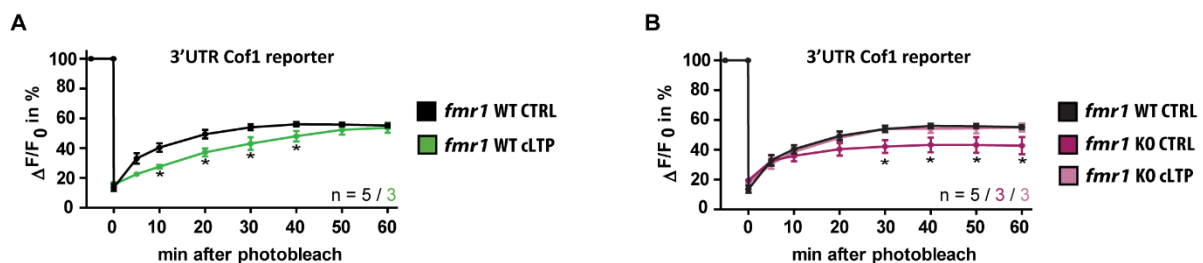 A
3'UTR Cof1 reporter
Δ F/F0 in %
100
80
60
40
20
0
* * * *
n = 5 / 3
0 10 20 30 40 50 60
min after photobleach
fmr1 WT CTRL
fmr1 WT cLTP
B
3'UTR Cof1 reporter
Δ F/F0 in %
100
80
60
40
20
0
* * * *
n = 5 / 3 / 3
0 10 20 30 40 50 60
min after photobleach
fmr1 WT CTRL
fmr1 KO CTRL
fmr1 KO cLTP